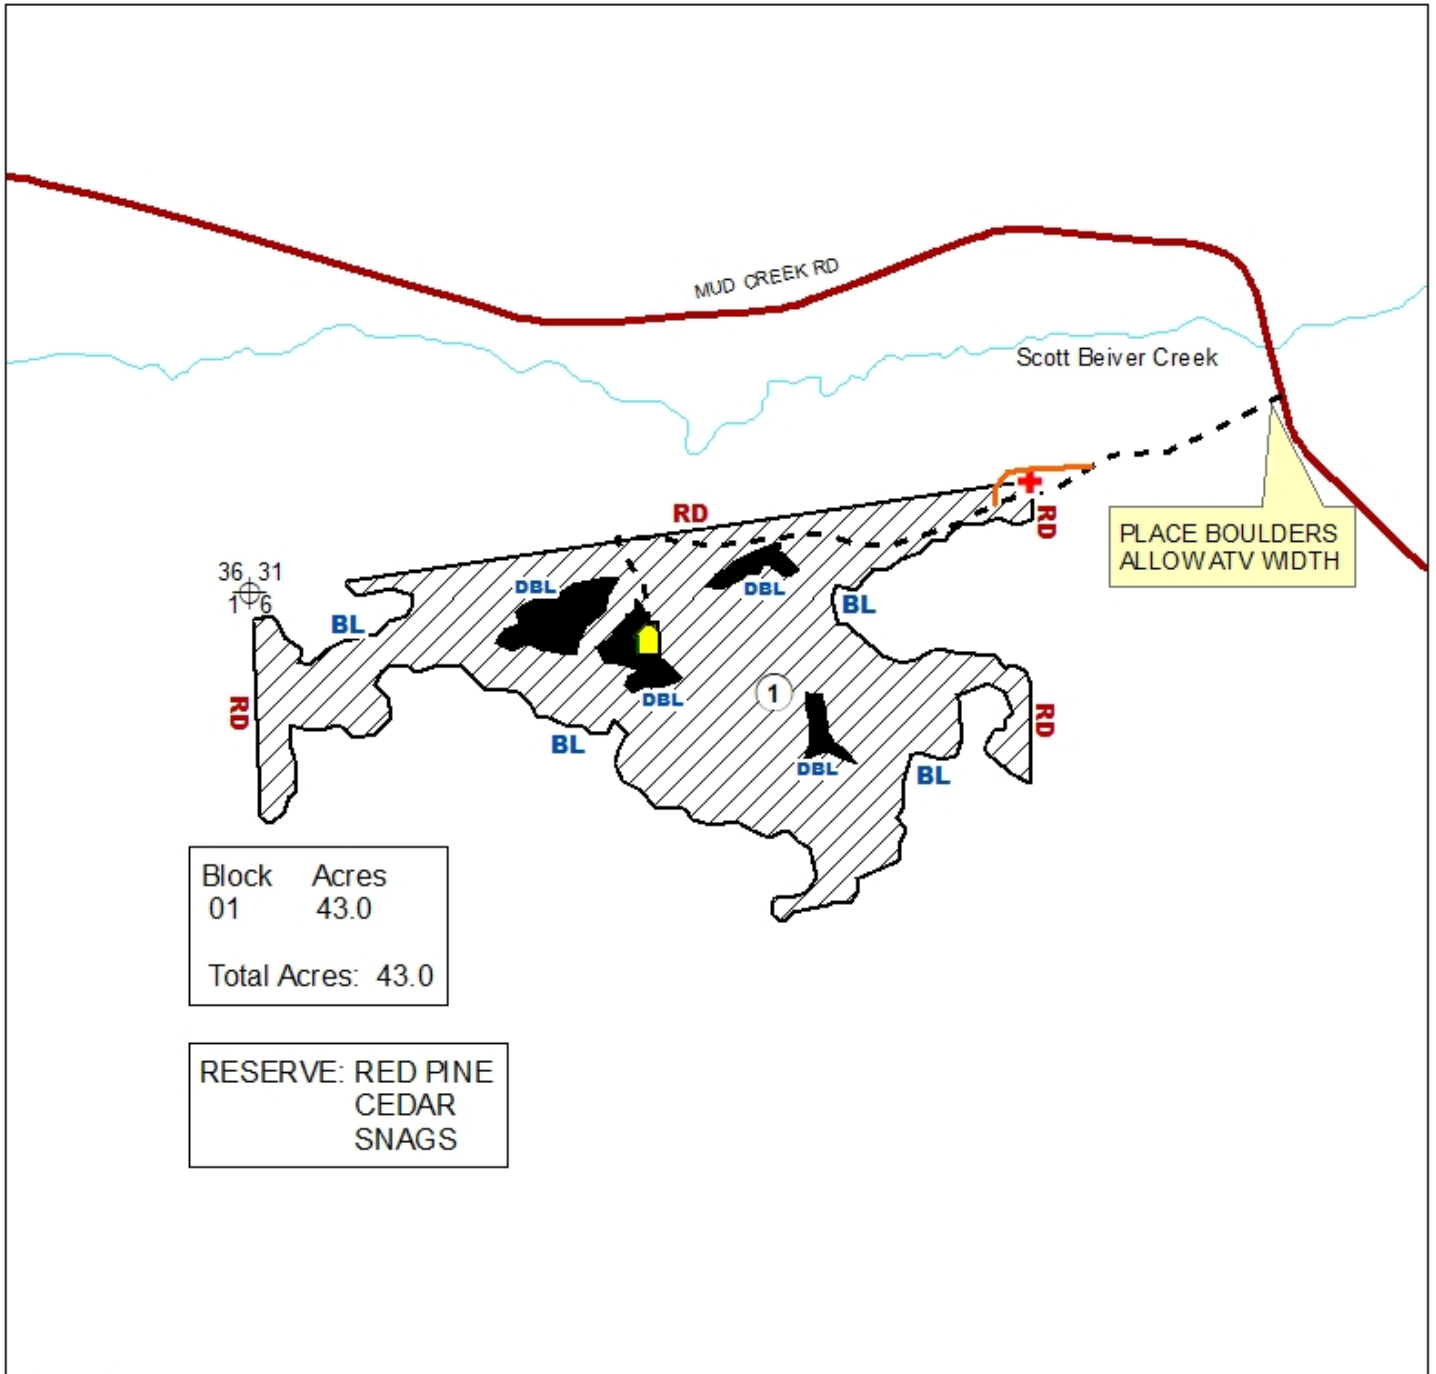 MUD CREEK RD
Scott Beiver Creek
PLACE BOULDERS
ALLOW ATV WIDTH
RD
RD
36 31
1 6
DBL
DBL
BL
BL
RD
DBL
1
RD
BL
DBL
BL
Block Acres
01 43.0
Total Acres: 43.0
RESERVE: RED PINE
CEDAR
SNAGS